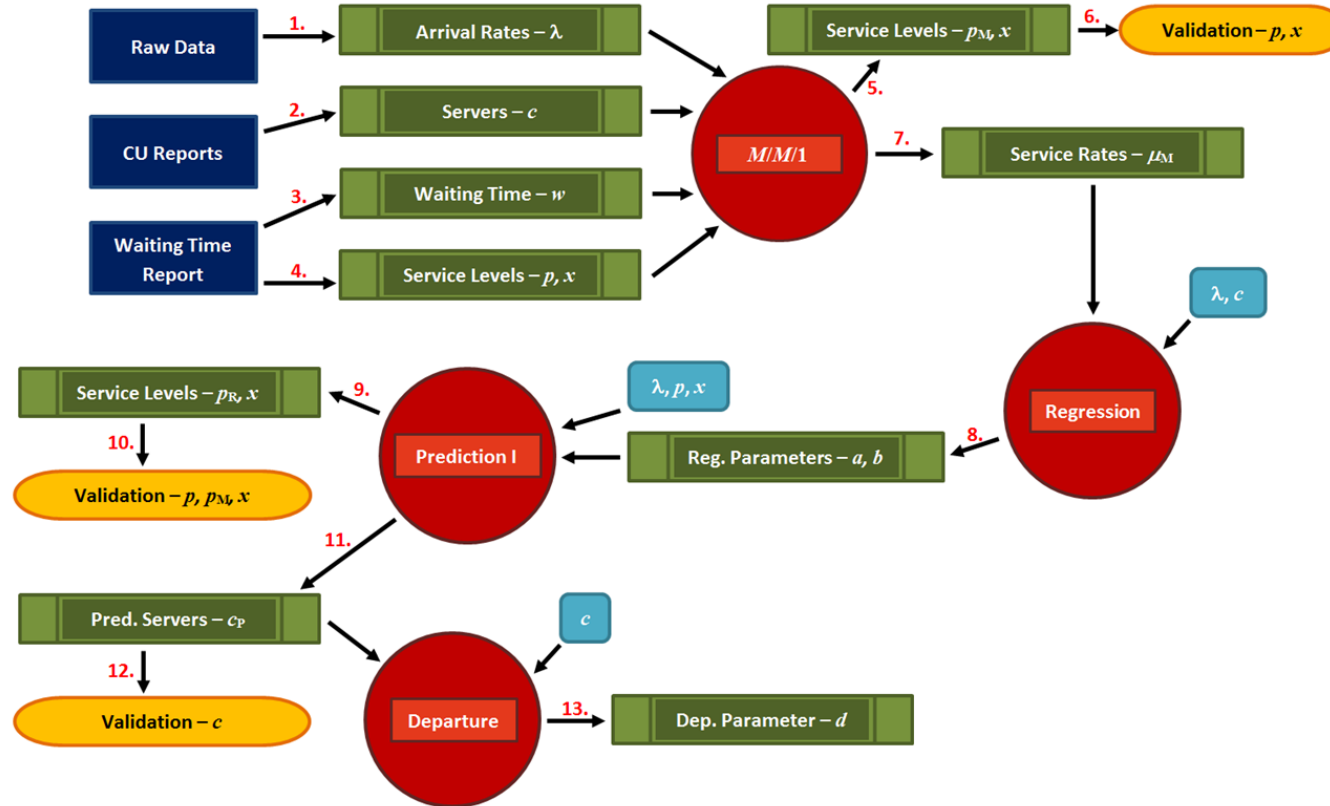 Raw Data
1.
Arrival Rates – λ
Service Levels – pM, x
6.
Validation – p, x
CU Reports
2.
Servers – c
5.
M/M/1
7.
Service Rates – μM
3.
Waiting Time – w
Waiting Time
Report
4.
Service Levels – p, x
λ, c
Service Levels – pR, x
9.
λ, p, x
Regression
10.
Prediction I
Reg. Parameters – a, b
8.
Validation – p, pM, x
11.
Pred. Servers – cP
c
12.
Validation – c
Departure
13.
Dep. Parameter – d